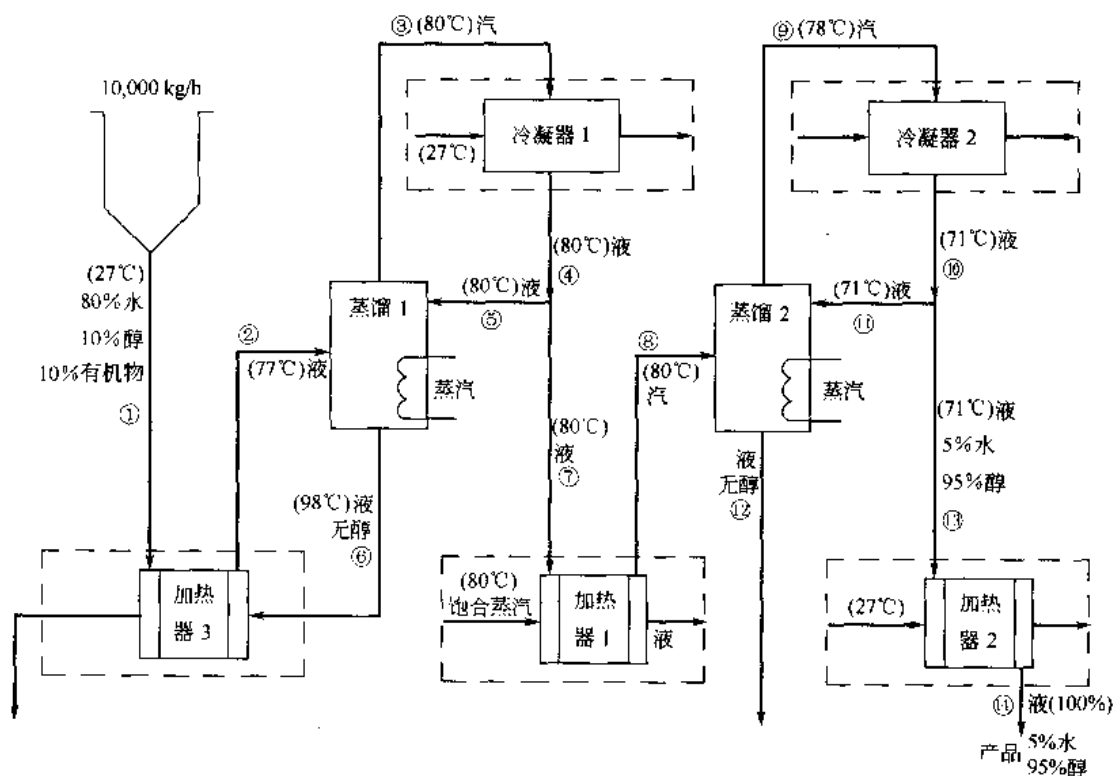 ③(80℃)汽
⑨(78℃)汽
10,000 kg/h
冷凝器 1
(27℃)
冷凝器 2
(27℃)
80%水
10%醇
10%有机物
①
(80℃)液
④
(71℃)液
⑩
(80℃)液
⑤
(71℃)液
⑪
蒸馏 1
蒸馏 2
②
(77℃)液
蒸汽
⑧
(80℃)
汽
蒸汽
(80℃)
液
⑦
(71℃)液
5%水
95%醇
⑬
(98℃)液
无醇
⑥
液
无醇
⑫
加热
器 3
(80℃)
饱合蒸汽
加热
器 1
液
(27℃)
加热
器 2
⑭
液(100%)
产品
5%水
95%醇